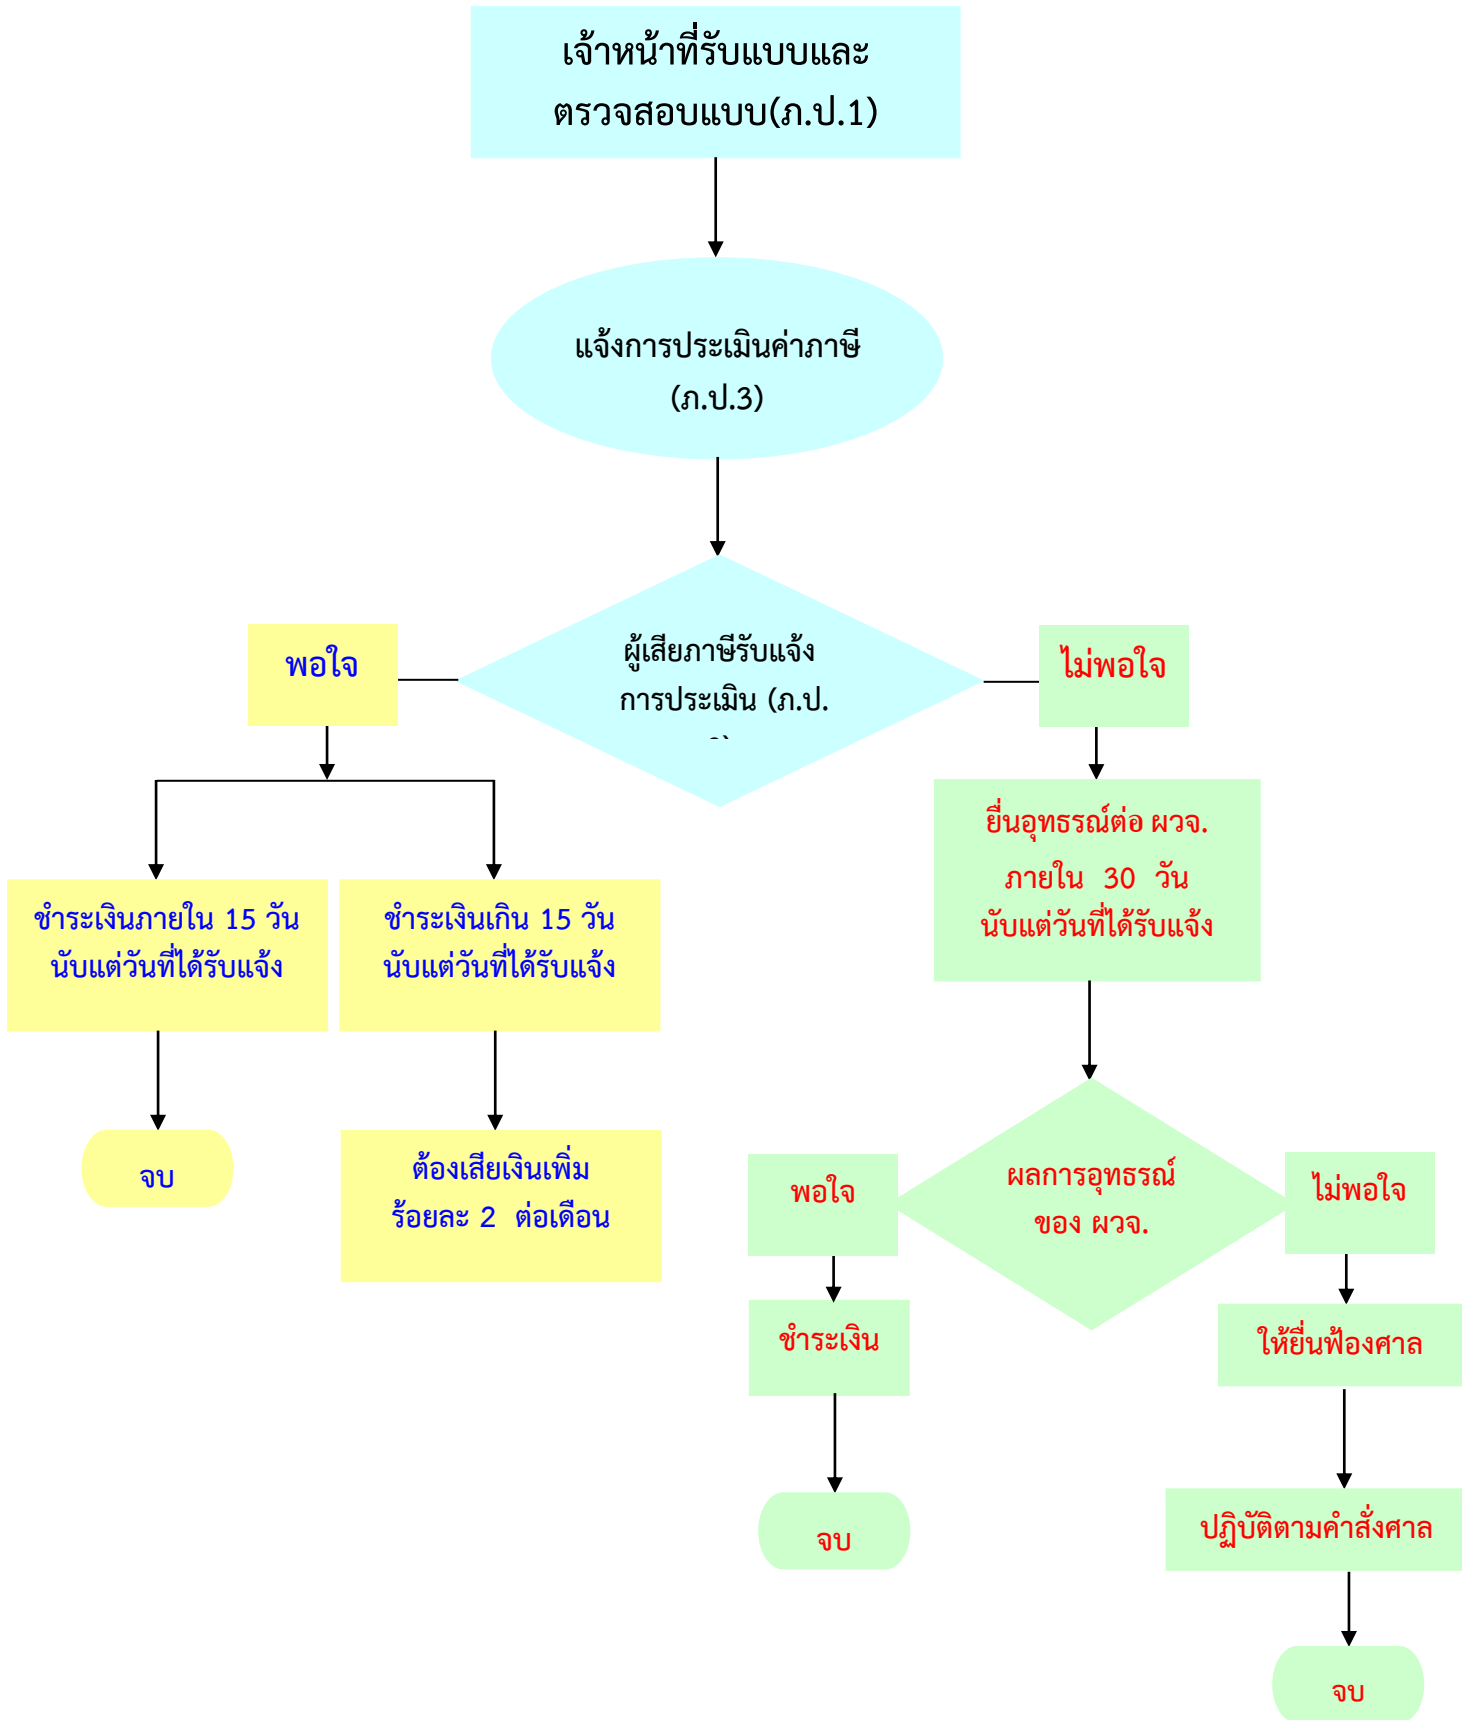 เจ้าหน้าที่รับแบบและ
ตรวจสอบแบบ(ภ.ป.1)
แจ้งการประเมินค่าภาษี
(ภ.ป.3)
ผู้เสียภาษีรับแจ้ง
การประเมิน (ภ.ป.
พอใจ
ไม่พอใจ
ชำระเงินภายใน 15 วัน
นับแต่วันที่ได้รับแจ้ง
ชำระเงินเกิน 15 วัน
นับแต่วันที่ได้รับแจ้ง
ยื่นอุทธรณ์ต่อ ผวจ.
ภายใน 30 วัน
นับแต่วันที่ได้รับแจ้ง
จบ
ต้องเสียเงินเพิ่ม
ร้อยละ 2 ต่อเดือน
พอใจ
ผลการอุทธรณ์
ของ ผวจ.
ไม่พอใจ
ชำระเงิน
ให้ยื่นฟ้องศาล
จบ
ปฏิบัติตามคำสั่งศาล
จบ